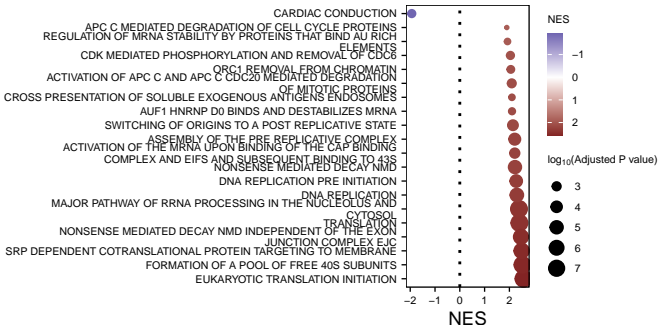 CARDIAC CONDUCTION
APC C MEDIATED DEGRADATION OF CELL CYCLE PROTEINS
REGULATION OF MRNA STABILITY BY PROTEINS THAT BIND AU RICH
ELEMENTS
CDK MEDIATED PHOSPHORYLATION AND REMOVAL OF CDC6
ORC1 REMOVAL FROM CHROMATIN
ACTIVATION OF APC C AND APC C CDC20 MEDIATED DEGRADATION
OF MITOTIC PROTEINS
CROSS PRESENTATION OF SOLUBLE EXOGENOUS ANTIGENS ENDOSOMES
AUF1 HNRNP D0 BINDS AND DESTABILIZES MRNA
SWITCHING OF ORIGINS TO A POST REPLICATIVE STATE
ASSEMBLY OF THE PRE REPLICATIVE COMPLEX
ACTIVATION OF THE MRNA UPON BINDING OF THE CAP BINDING
COMPLEX AND EIFS AND SUBSEQUENT BINDING TO 43S
NONSENSE MEDIATED DECAY NMD
DNA REPLICATION PRE INITIATION
DNA REPLICATION
MAJOR PATHWAY OF RRNA PROCESSING IN THE NUCLEOLUS AND
CYTOSOL
TRANSLATION
NONSENSE MEDIATED DECAY NMD INDEPENDENT OF THE EXON
JUNCTION COMPLEX EJC
SRP DEPENDENT COTRANSLATIONAL PROTEIN TARGETING TO MEMBRANE
FORMATION OF A POOL OF FREE 40S SUBUNITS
EUKARYOTIC TRANSLATION INITIATION
−2 −1 0 1 2
NES
NES
−1
0
1
2
log10(Adjusted P value)
3
4
5
6
7